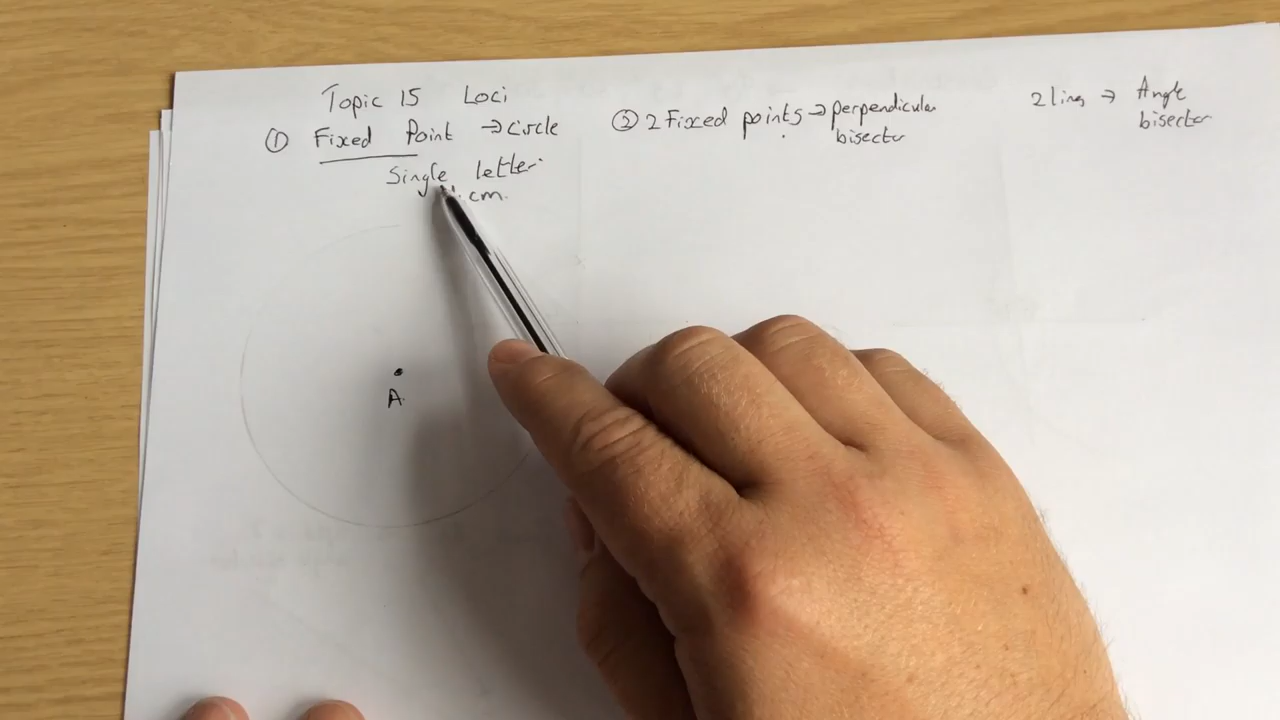 Topic 15 Loci
① Fixed Point → Circle
Single letter.
cm.
A.
② 2 Fixed points → perpendicular
bisector
2 lines → Angle
bisector